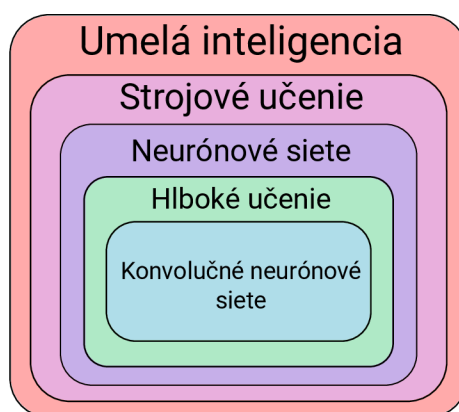 Umelá inteligencia
Strojové učenie
Neurónové siete
Hlboké učenie
Konvolučné neurónové
siete